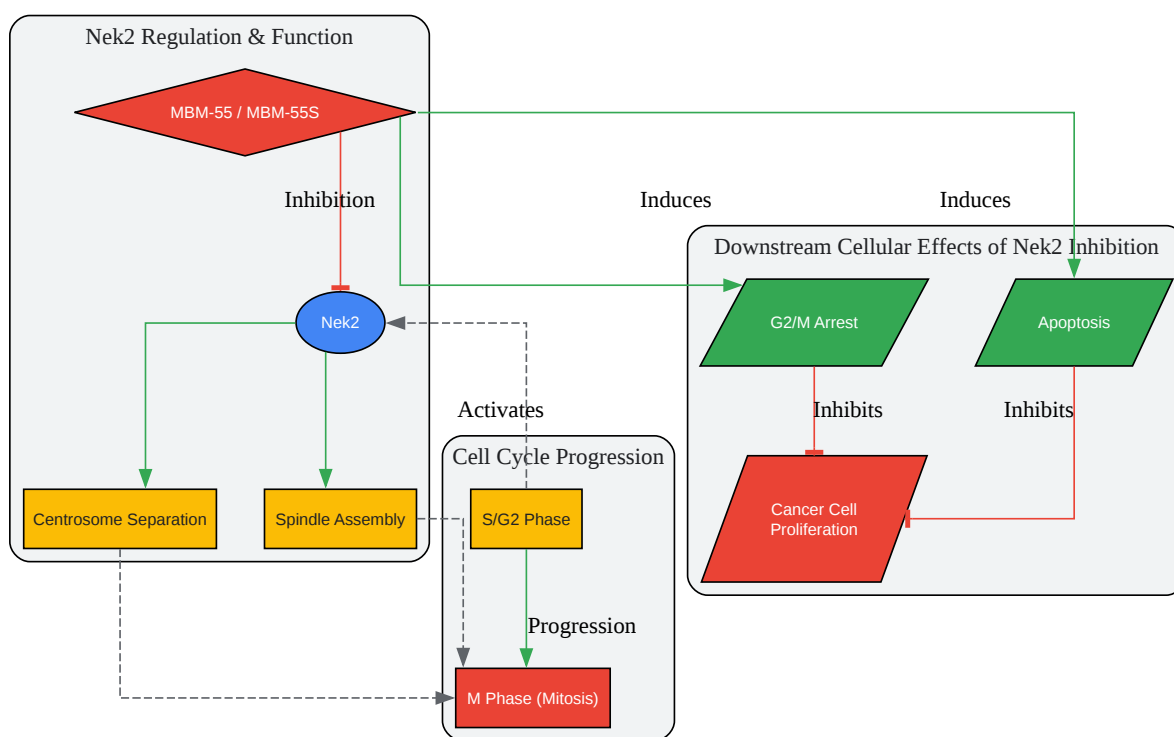 Nek2 Regulation & Function
MBM-55 / MBM-55S
Inhibition
Induces
Induces
Downstream Cellular Effects of Nek2 Inhibition
Nek2
G2/M Arrest
Apoptosis
Activates
Inhibits
Inhibits
Cell Cycle Progression
Centrosome Separation
Spindle Assembly
S/G2 Phase
Cancer Cell
Proliferation
Progression
M Phase (Mitosis)